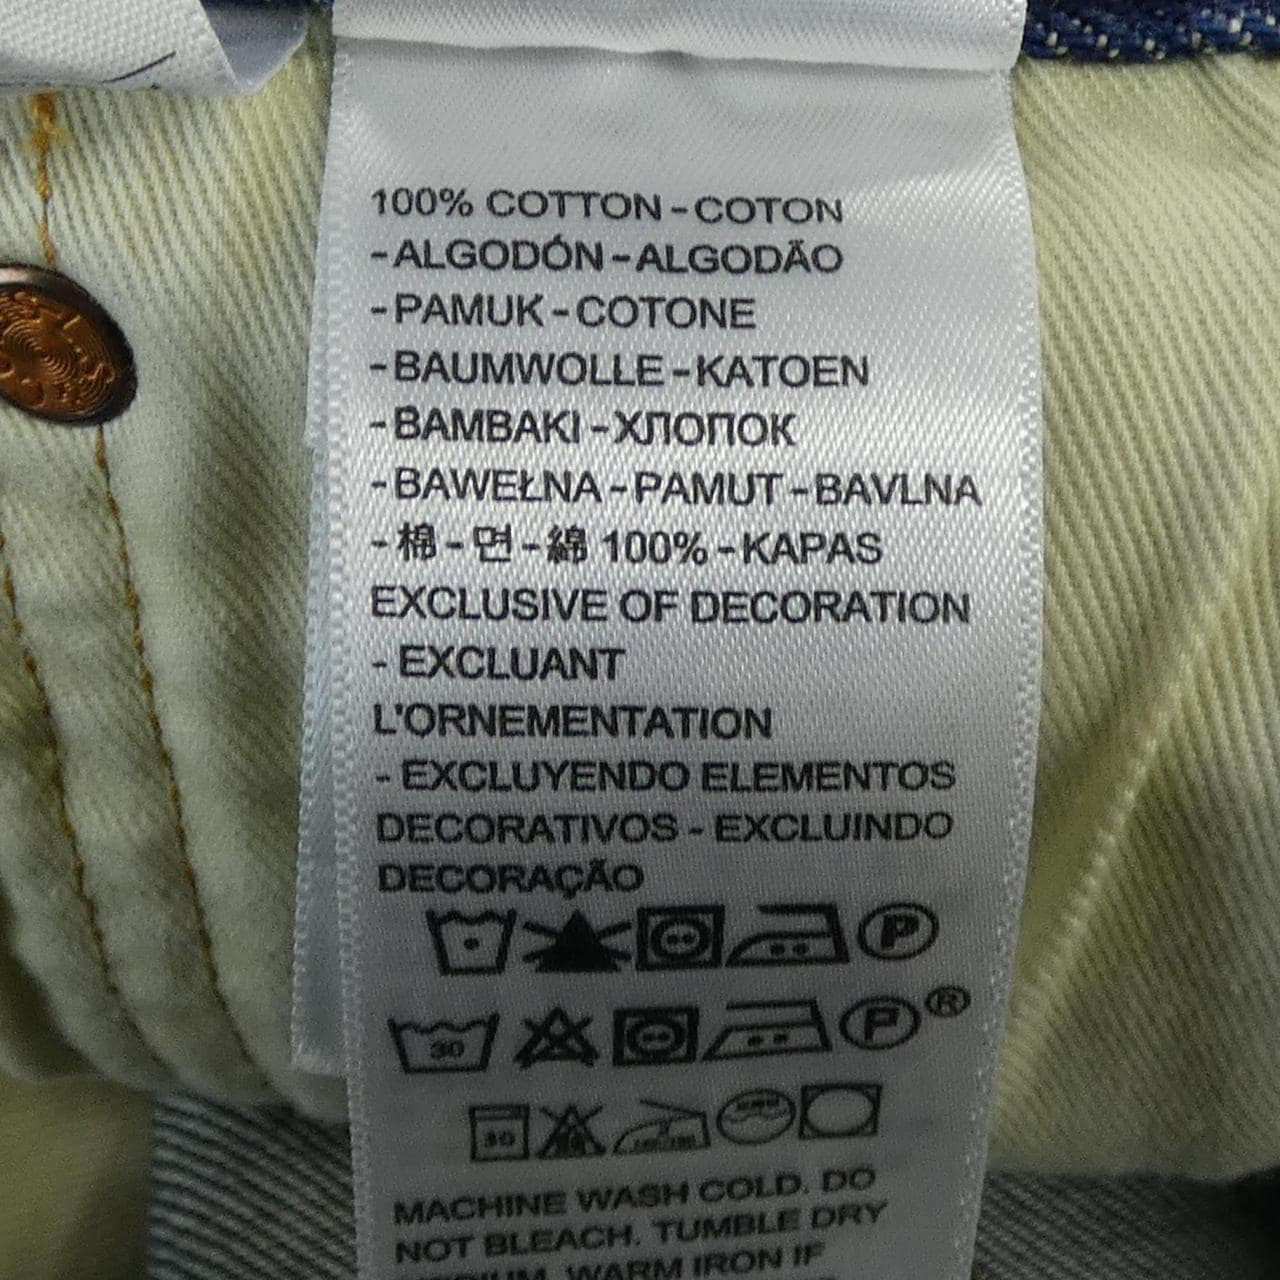 100% COTTON - COTON
- ALGODÓN - ALGODÃO
- PAMUK - COTONE
- BAUMWOLLE - KATOEN
- BAMBAKI - ХЛОПОК
- BAWEŁNA - PAMUT - BAVLNA
- 棉 - 면 - 綿 100% - KAPAS
EXCLUSIVE OF DECORATION
- EXCLUANT
L'ORNEMENTATION
- EXCLUYENDO ELEMENTOS
DECORATIVOS - EXCLUINDO
DECORAÇÃO
P
30 P ®
30
MACHINE WASH COLD. DO
NOT BLEACH. TUMBLE DRY
WARM IRON IF